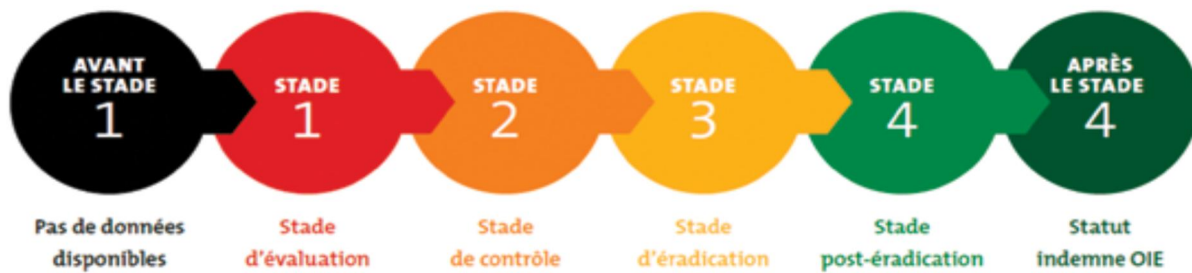 AVANT
LE STADE
1
STADE
1
STADE
2
STADE
3
STADE
4
APRÈS
LE STADE
4
Pas de données
disponibles
Stade
d'évaluation
Stade
de contrôle
Stade
d'éradication
Stade
post-éradication
Statut
indemne OIE